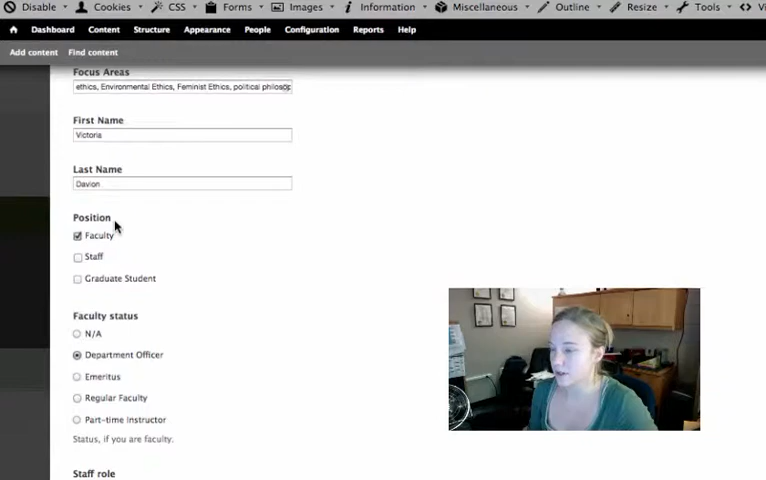 Disable Cookies CSS Forms Images Information Miscellaneous Outline Resize Tools
Dashboard Content Structure Appearance People Configuration Reports Help
Add content Find content
Focus Areas
ethics, Environmental Ethics, Feminist Ethics, political philosop
First Name
Victoria
Last Name
Davion
Position
Faculty
Staff
Graduate Student
Faculty status
N/A
Department Officer
Emeritus
Regular Faculty
Part-time Instructor
Status, if you are faculty.
Staff role